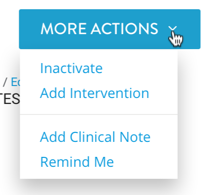 MORE ACTIONS
Inactivate
Add Intervention
Add Clinical Note
Remind Me